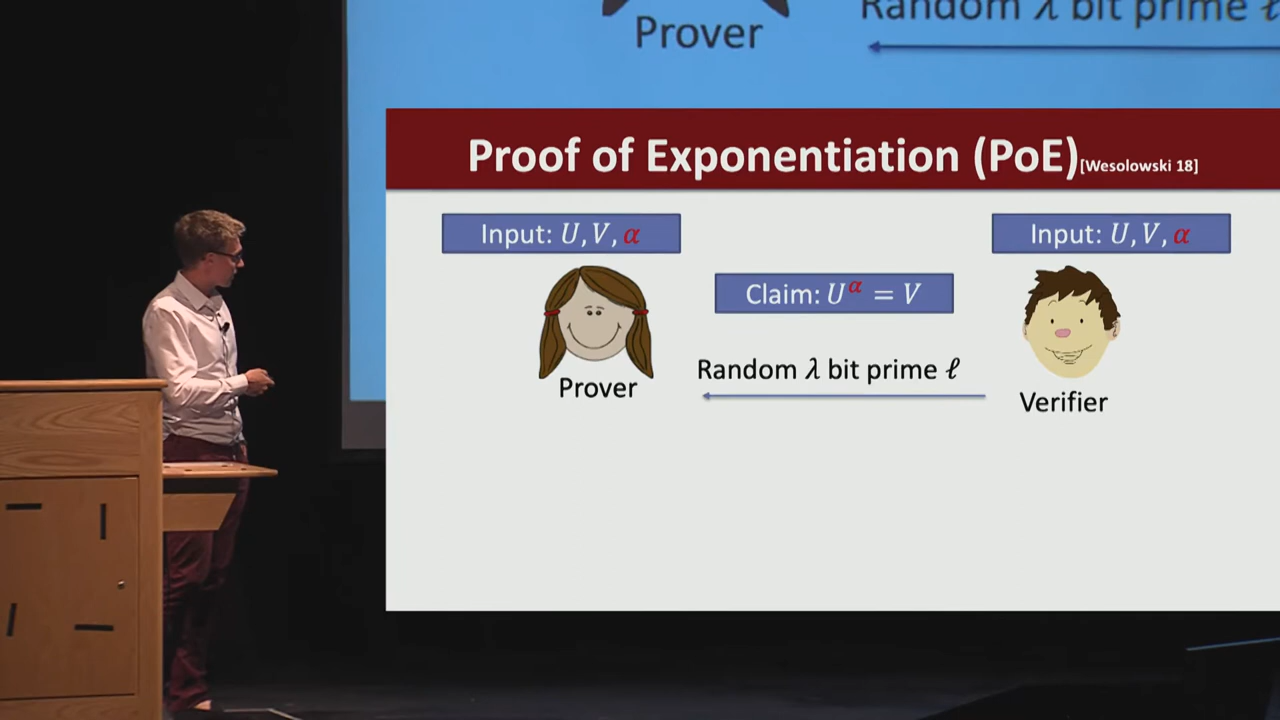 Random λ bit prime ℓ
Prover
Proof of Exponentiation (PoE)[Wesolowski 18]
Input: U, V, α
Input: U, V, α
Claim: U^α = V
Random λ bit prime ℓ
Prover
Verifier